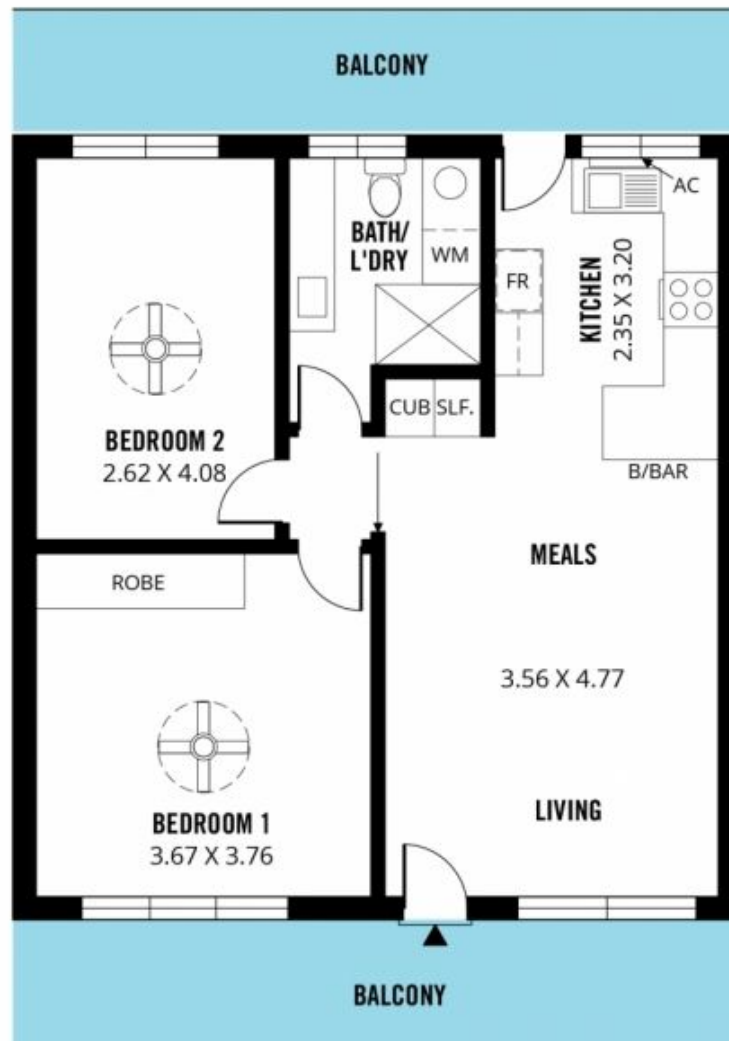 BALCONY
AC
BATH/
L'DRY
WM
FR
KITCHEN
2.35 X 3.20
CUB
SLF.
BEDROOM 2
2.62 X 4.08
B/BAR
MEALS
ROBE
3.56 X 4.77
LIVING
BEDROOM 1
3.67 X 3.76
BALCONY